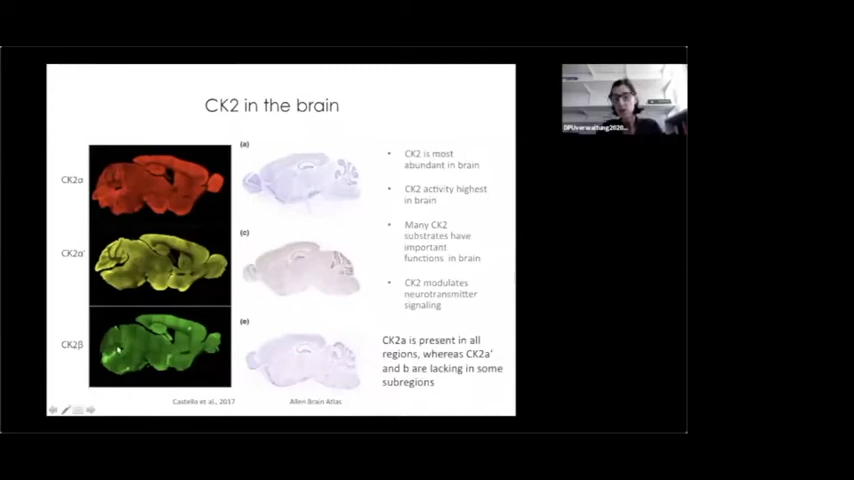 CK2 in the brain
CK2α
CK2α'
CK2β
(a)
(c)
(e)
• CK2 is most
abundant in brain
• CK2 activity highest
in brain
• Many CK2
substrates have
important
functions in brain
• CK2 modulates
neurotransmitter
signaling
CK2a is present in all
regions, whereas CK2a'
and b are lacking in some
subregions
Castello et al., 2017
Allen Brain Atlas
DPUverwaltung2020...